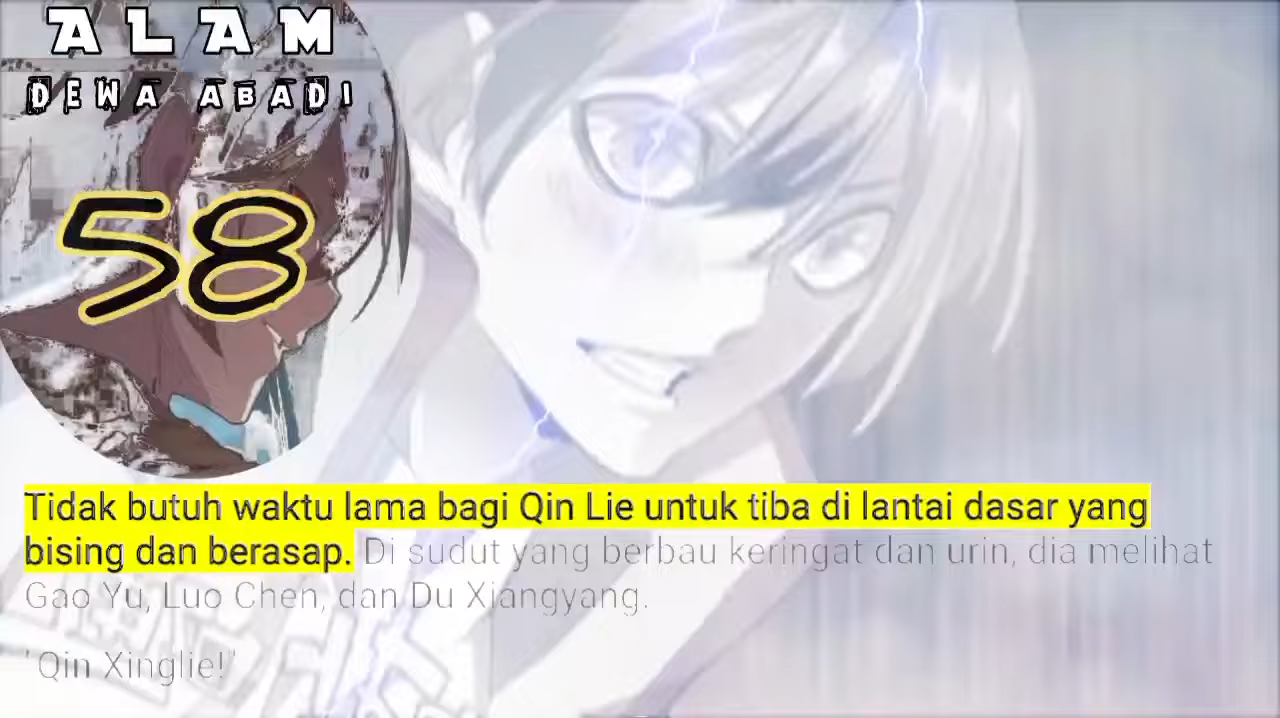 ALAM
DEWA ABADI
58
Tidak butuh waktu lama bagi Qin Lie untuk tiba di lantai dasar yang
bising dan berasap. Di sudut yang berbau keringat dan urin, dia melihat
Gao Yu, Luo Chen, dan Du Xiangyang.
"Qin Xinglie!"